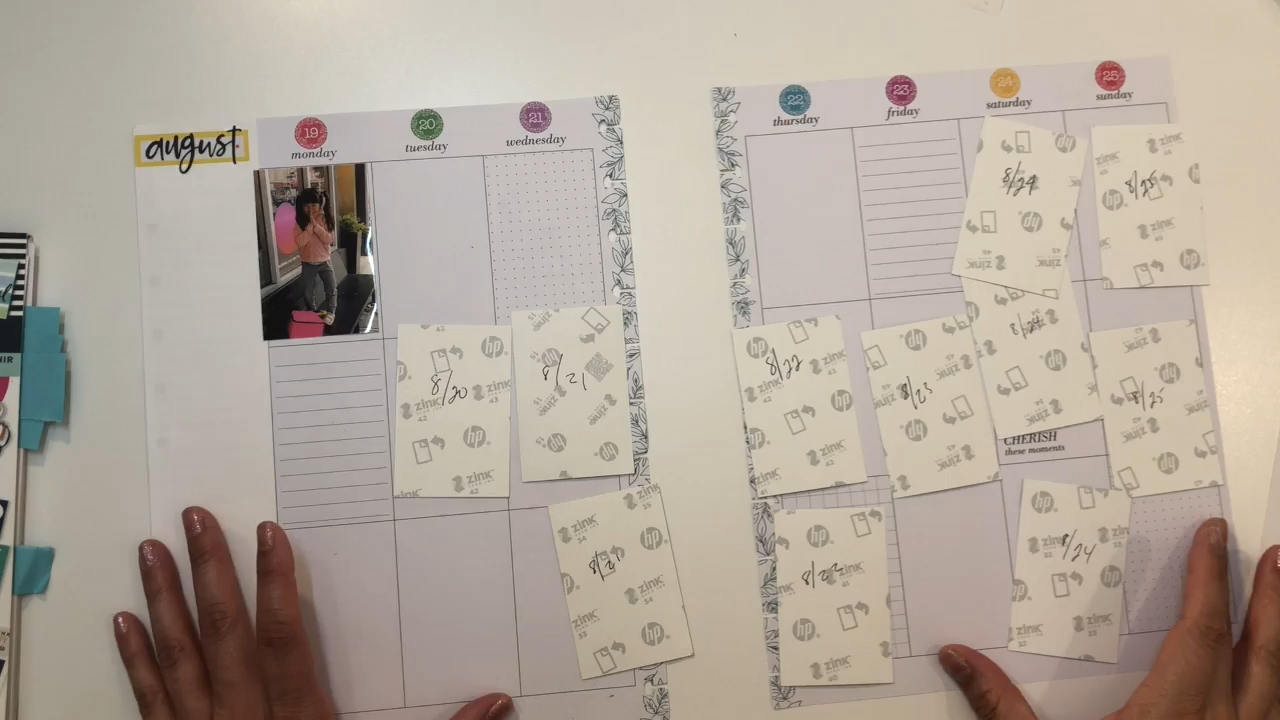 august
19
monday
20
tuesday
21
wednesday
22
thursday
23
friday
24
saturday
25
sunday
8/24
8/25
8/20
8/21
8/22
8/23
8/24
8/25
CHERISH
these moments
8/21
8/22
8/24
hp
ZINK